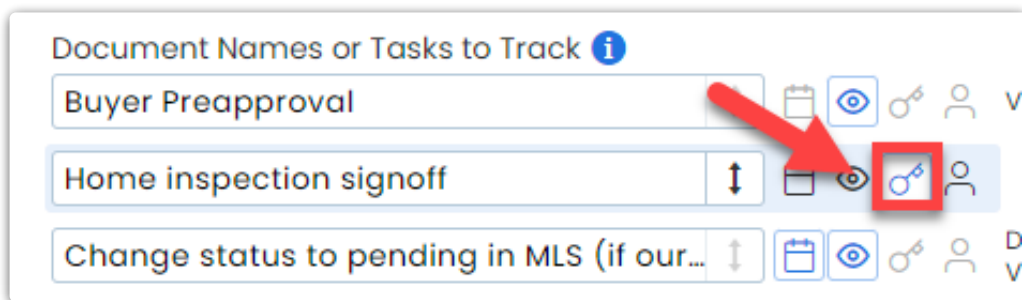 Document Names or Tasks to Track
Buyer Preapproval
Home inspection signoff
Change status to pending in MLS (if our...